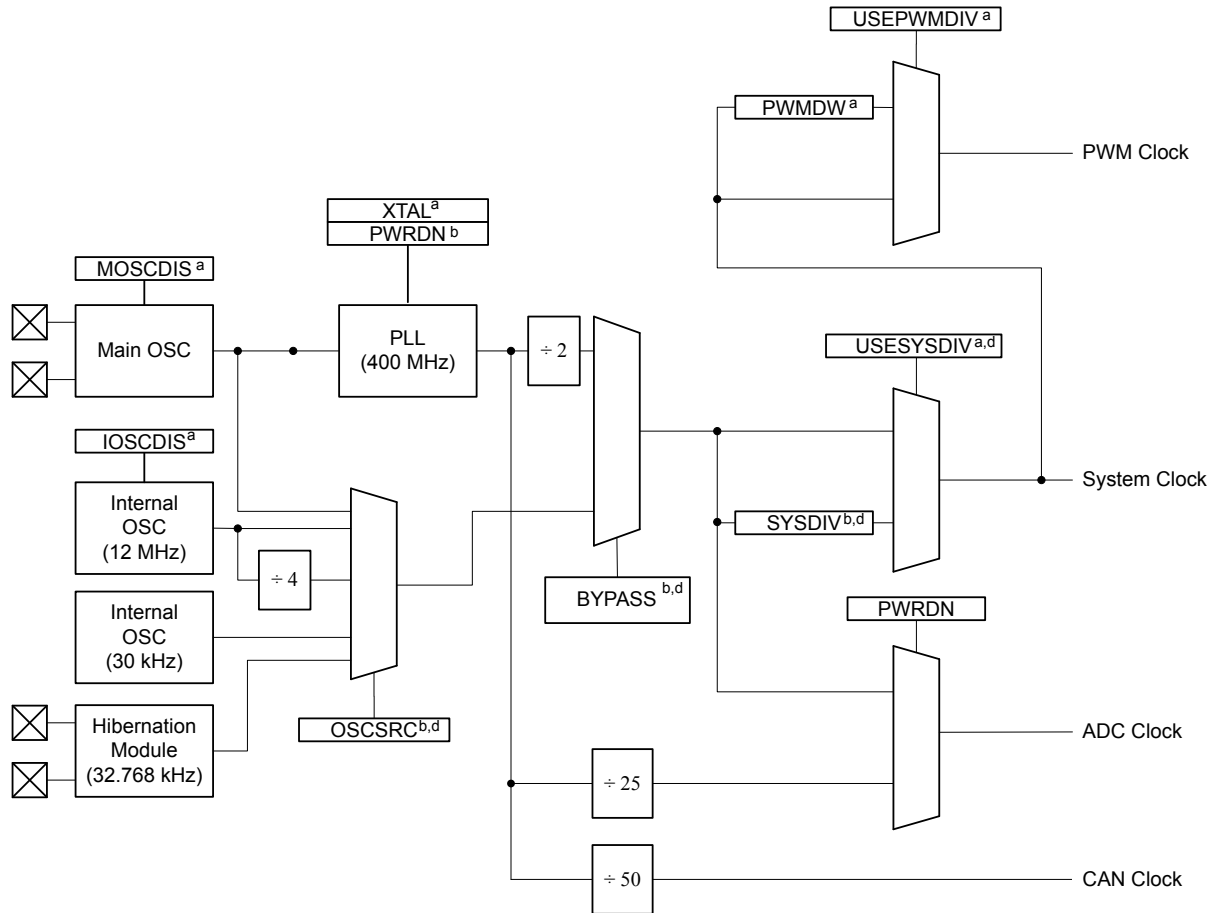 USEPWMDIV a
PWMDW a
PWM Clock
XTAL a
PWRDN b
MOSCDIS a
Main OSC
PLL
(400 MHz)
÷ 2
USESYSDIV a,d
IOSCDIS a
Internal
OSC
(12 MHz)
÷ 4
System Clock
SYSDIV b,d
BYPASS b,d
Internal
OSC
(30 kHz)
PWRDN
OSCSRC b,d
Hibernation
Module
(32.768 kHz)
ADC Clock
÷ 25
÷ 50
CAN Clock